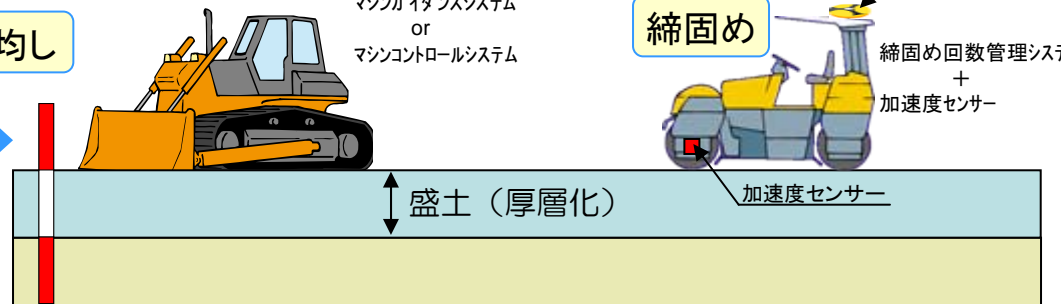 均し
マシンガイダンスシステム
or
マシンコントロールシステム
締固め
締固め回数管理シス
+
加速度センサー
加速度センサー
盛土（厚層化）